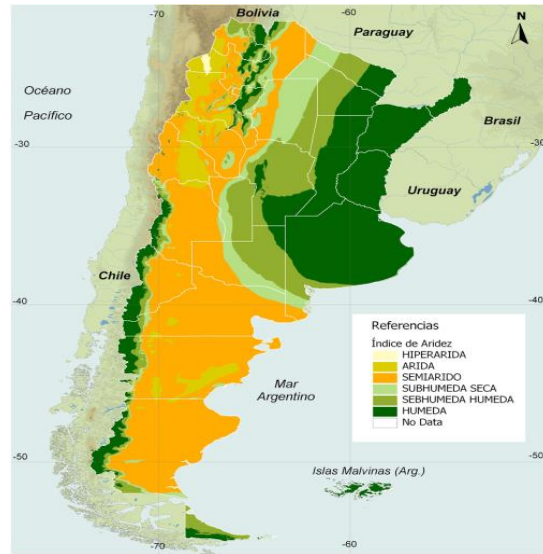 -70
Bolivia
-60
Paraguay
N
Océano
Pacífico
Brasil
-30
-30
Uruguay
Chile
-40
-40
Referencias
Índice de Aridez
HIPERARIDA
ARIDA
SEMIARIDO
SUBHUMEDA SECA
SEBHUMEDA HUMEDA
HUMEDA
No Data
Mar
Argentino
-50
-50
Islas Malvinas (Arg.)
-70
-60